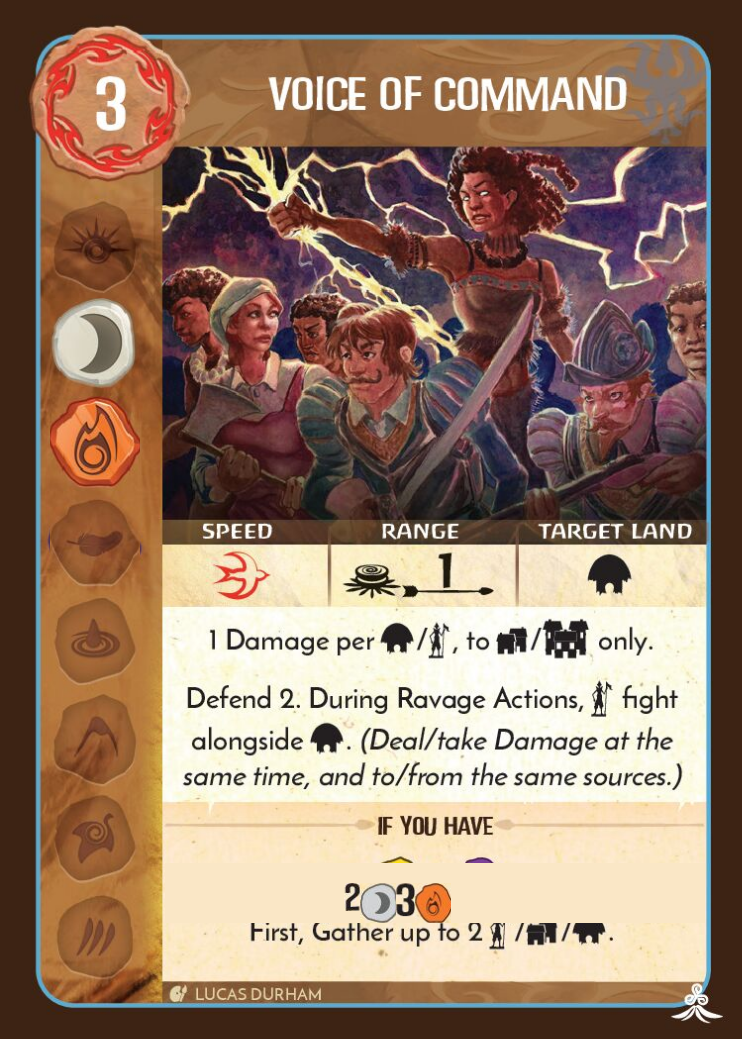 3
VOICE OF COMMAND
SPEED RANGE TARGET LAND
1
1 Damage per / , to / only.
Defend 2. During Ravage Actions, fight
alongside . (Deal/take Damage at the
same time, and to/from the same sources.)
IF YOU HAVE
2 3
First, Gather up to 2 / / .
LUCAS DURHAM